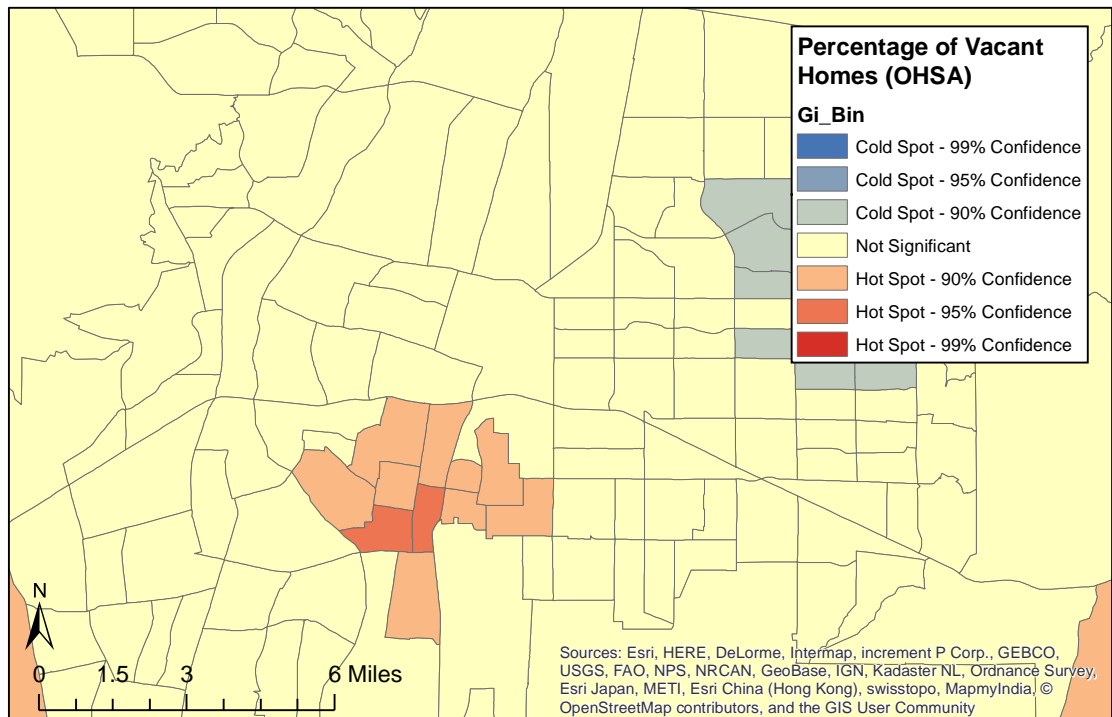 Percentage of Vacant
Homes (OHSA)
Gi_Bin
Cold Spot - 99% Confidence
Cold Spot - 95% Confidence
Cold Spot - 90% Confidence
Not Significant
Hot Spot - 90% Confidence
Hot Spot - 95% Confidence
Hot Spot - 99% Confidence
N
0 1.5 3 6 Miles
Sources: Esri, HERE, DeLorme, Intermap, increment P Corp., GEBCO,
USGS, FAO, NPS, NRCAN, GeoBase, IGN, Kadaster NL, Ordnance Survey,
Esri Japan, METI, Esri China (Hong Kong), swisstopo, MapmyIndia, ©
OpenStreetMap contributors, and the GIS User Community